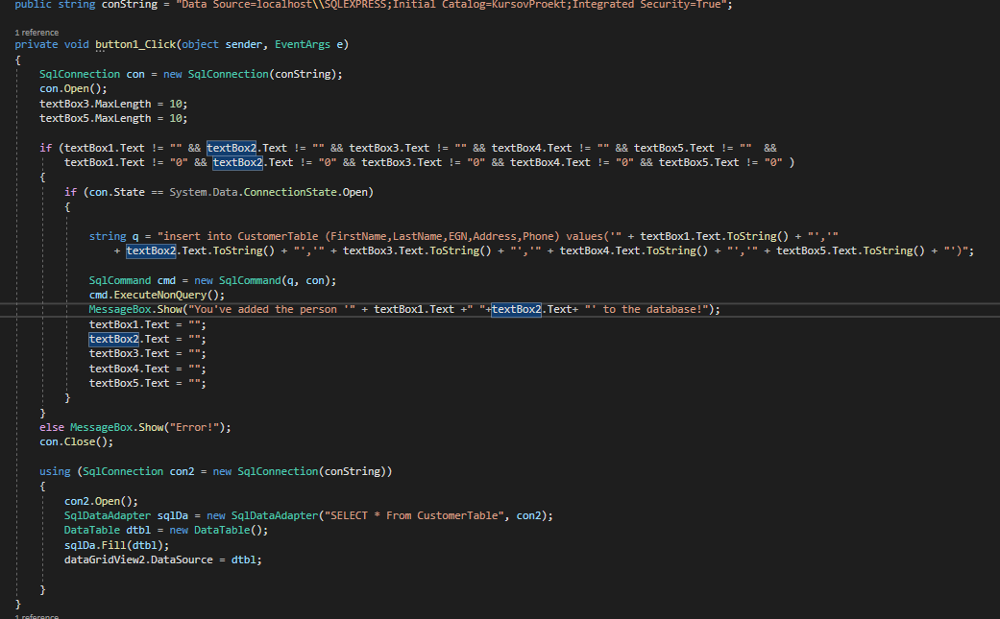 public string conString = "Data Source=localhost\\SQLEXPRESS;Initial Catalog=KursovProekt;Integrated Security=True";
1 reference
private void button1_Click(object sender, EventArgs e)
{
SqlConnection con = new SqlConnection(conString);
con.Open();
textBox3.MaxLength = 10;
textBox5.MaxLength = 10;
if (textBox1.Text != "" && textBox2.Text != "" && textBox3.Text != "" && textBox4.Text != "" && textBox5.Text != ""  &&
textBox1.Text != "0" && textBox2.Text != "0" && textBox3.Text != "0" && textBox4.Text != "0" && textBox5.Text != "0" )
{
if (con.State == System.Data.ConnectionState.Open)
{
string q = "insert into CustomerTable (FirstName,LastName,EGN,Address,Phone) values('" + textBox1.Text.ToString() + "','"
+ textBox2.Text.ToString() + "','" + textBox3.Text.ToString() + "','" + textBox4.Text.ToString() + "','" + textBox5.Text.ToString() + "')";
SqlCommand cmd = new SqlCommand(q, con);
cmd.ExecuteNonQuery();
MessageBox.Show("You've added the person '" + textBox1.Text +" "+textBox2.Text+ "' to the database!");
textBox1.Text = "";
textBox2.Text = "";
textBox3.Text = "";
textBox4.Text = "";
textBox5.Text = "";
}
}
else MessageBox.Show("Error!");
con.Close();
using (SqlConnection con2 = new SqlConnection(conString))
{
con2.Open();
SqlDataAdapter sqlDa = new SqlDataAdapter("SELECT * From CustomerTable", con2);
DataTable dtbl = new DataTable();
sqlDa.Fill(dtbl);
dataGridView2.DataSource = dtbl;
}
}
1 reference